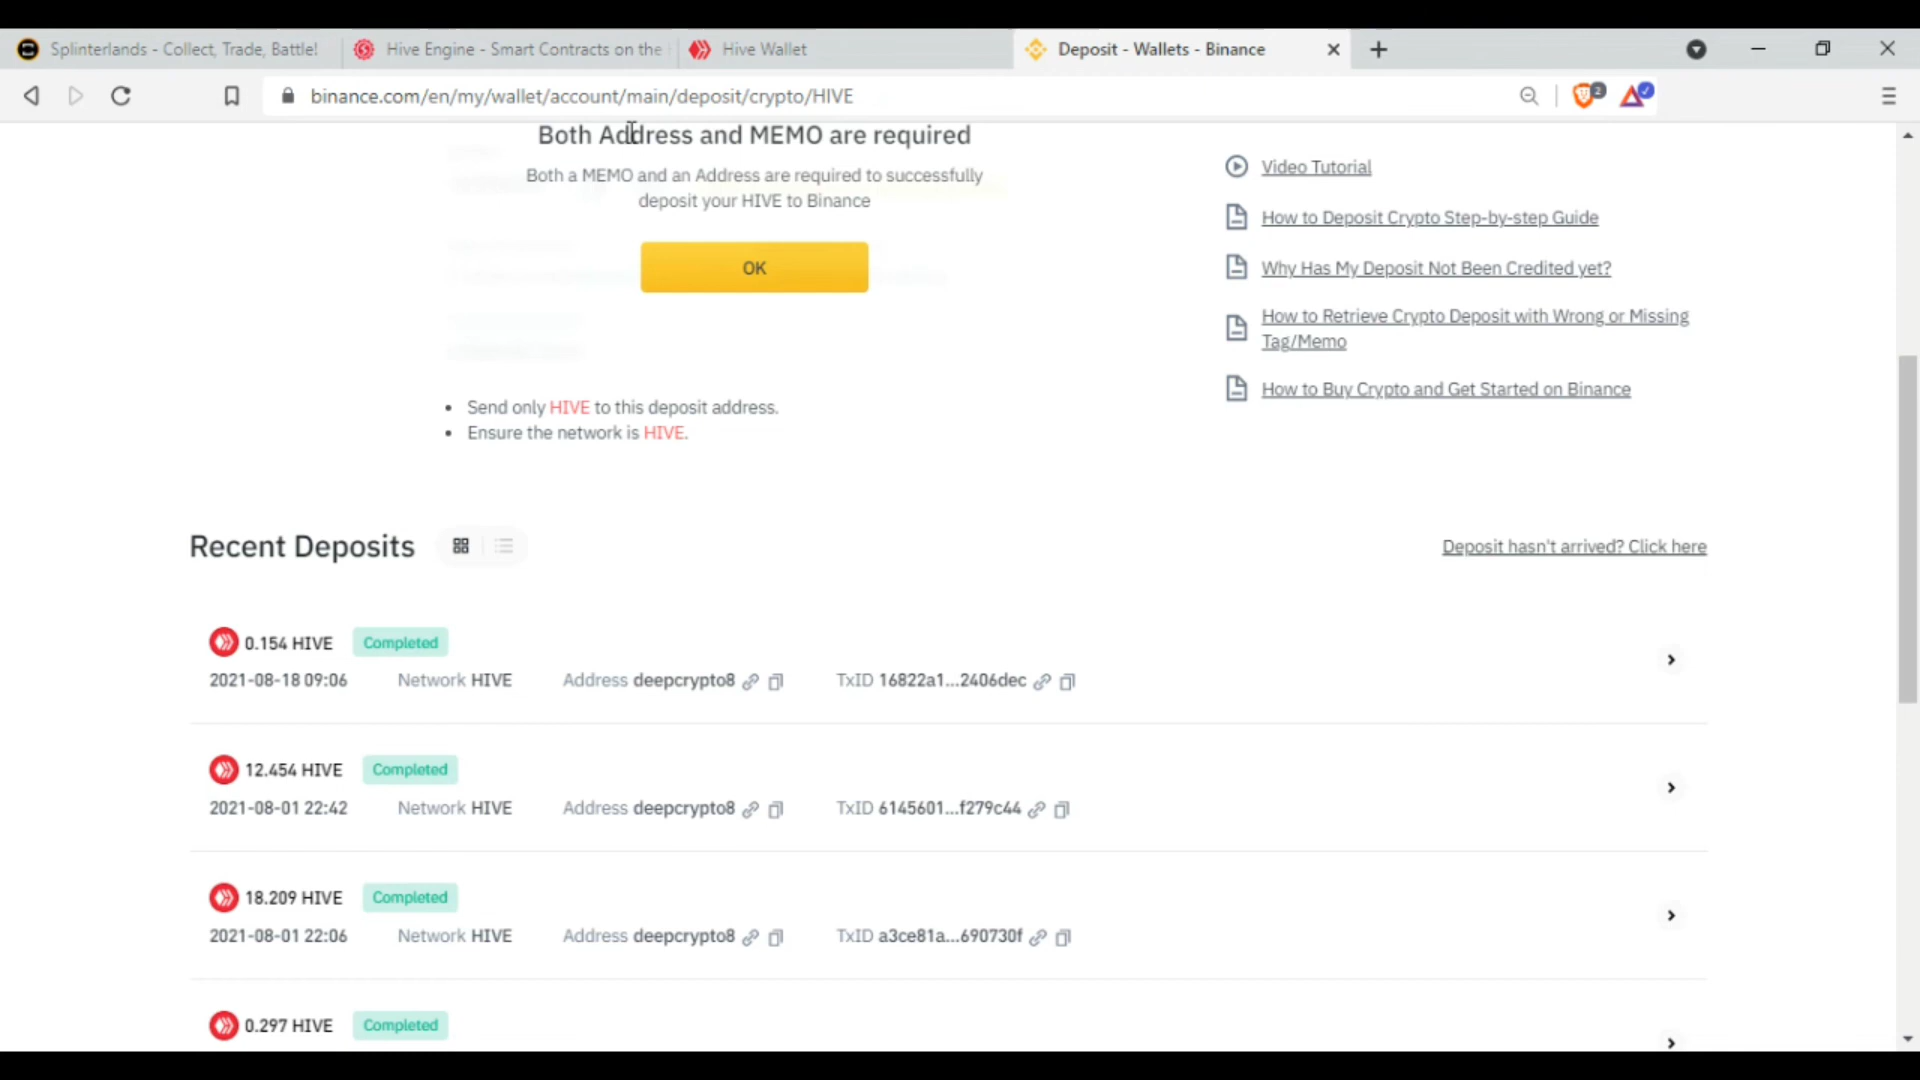 Splinterlands - Collect, Trade, Battle!
Hive Engine - Smart Contracts on the
Hive Wallet
Deposit - Wallets - Binance
binance.com/en/my/wallet/account/main/deposit/crypto/HIVE
2
Both Address and MEMO are required
Both a MEMO and an Address are required to successfully
deposit your HIVE to Binance
OK
Video Tutorial
How to Deposit Crypto Step-by-step Guide
Why Has My Deposit Not Been Credited yet?
How to Retrieve Crypto Deposit with Wrong or Missing
Tag/Memo
How to Buy Crypto and Get Started on Binance
Send only HIVE to this deposit address.
Ensure the network is HIVE.
Recent Deposits
Deposit hasn't arrived? Click here
0.154 HIVE Completed
2021-08-18 09:06 Network HIVE Address deepcrypto8 TxID 16822a1...2406dec
12.454 HIVE Completed
2021-08-01 22:42 Network HIVE Address deepcrypto8 TxID 6145601...f279c44
18.209 HIVE Completed
2021-08-01 22:06 Network HIVE Address deepcrypto8 TxID a3ce81a...690730f
0.297 HIVE Completed